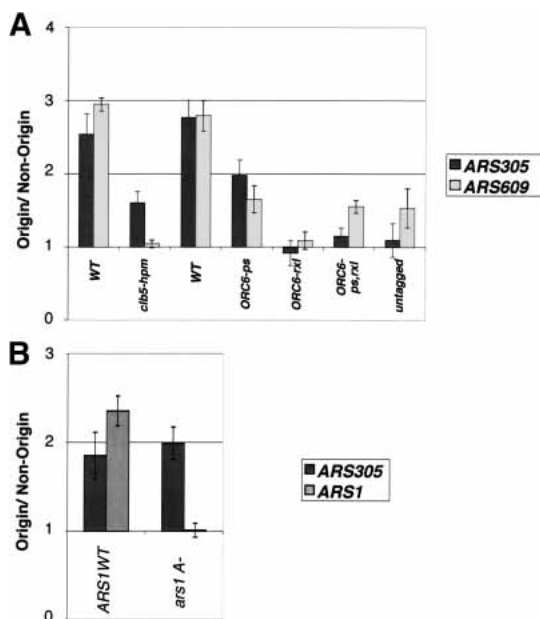 A
4
3
2
1
0
Origin/ Non-Origin
WT
clb5-hpm
WT
ORC6-ps
ORC6-rxl
ORC6-
ps,rxl
untagged
ARS305
ARS609
B
3
2
1
0
Origin/ Non-Origin
ARS1WT
ars1 A-
ARS305
ARS1